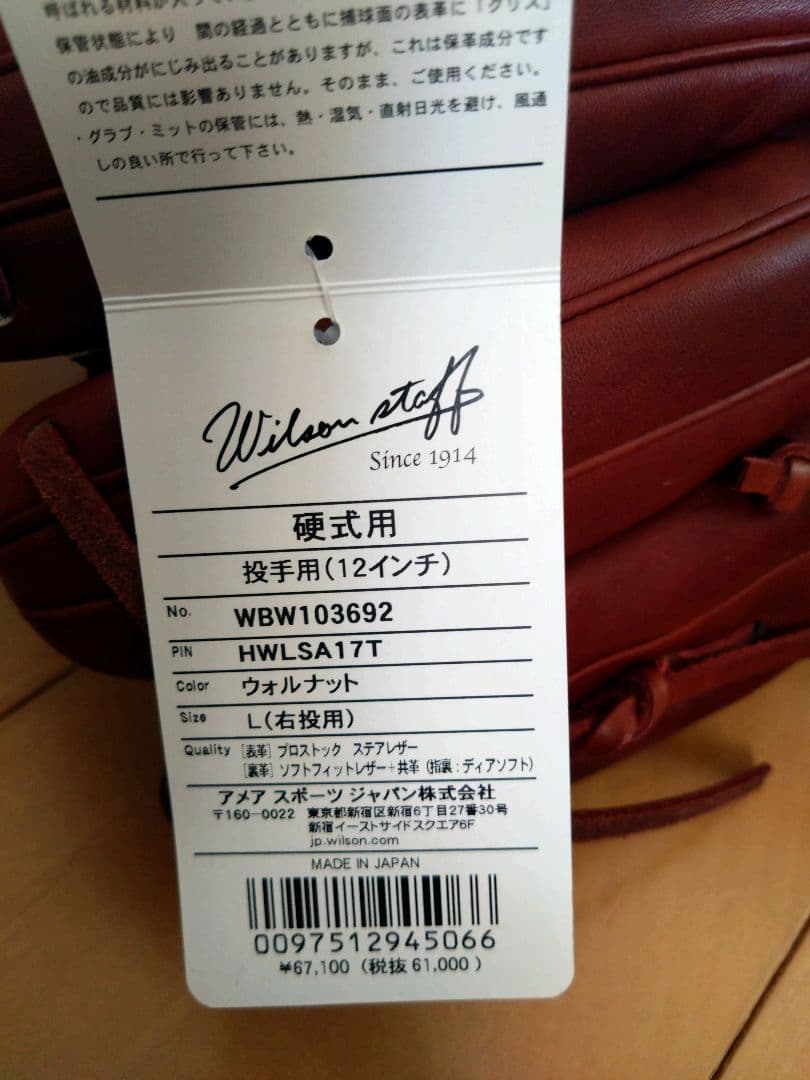 呼ばれる材料が入ってい
保管状態により 間の経過とともに捕球面の表革に「グリス」
の油成分がにじみ出ることがありますが、これは保革成分です
ので品質には影響ありません。そのまま、ご使用ください。
・グラブ・ミットの保管には、熱・湿気・直射日光を避け、風通
しの良い所で行って下さい。
Wilson staff
Since 1914
硬式用
投手用(12インチ)
No. WBW103692
PIN HWLSA17T
Color ウォルナット
Size L(右投用)
Quality [表革] プロストック ステアレザー
[裏革] ソフトフィットレザー+共革 (指裏:ディアソフト)
アメア スポーツ ジャパン株式会社
〒160-0022 東京都新宿区新宿6丁目27番30号
新宿イーストサイドスクエア6F
jp.wilson.com
MADE IN JAPAN
0097512945066
¥67,100 (税抜 61,000 )